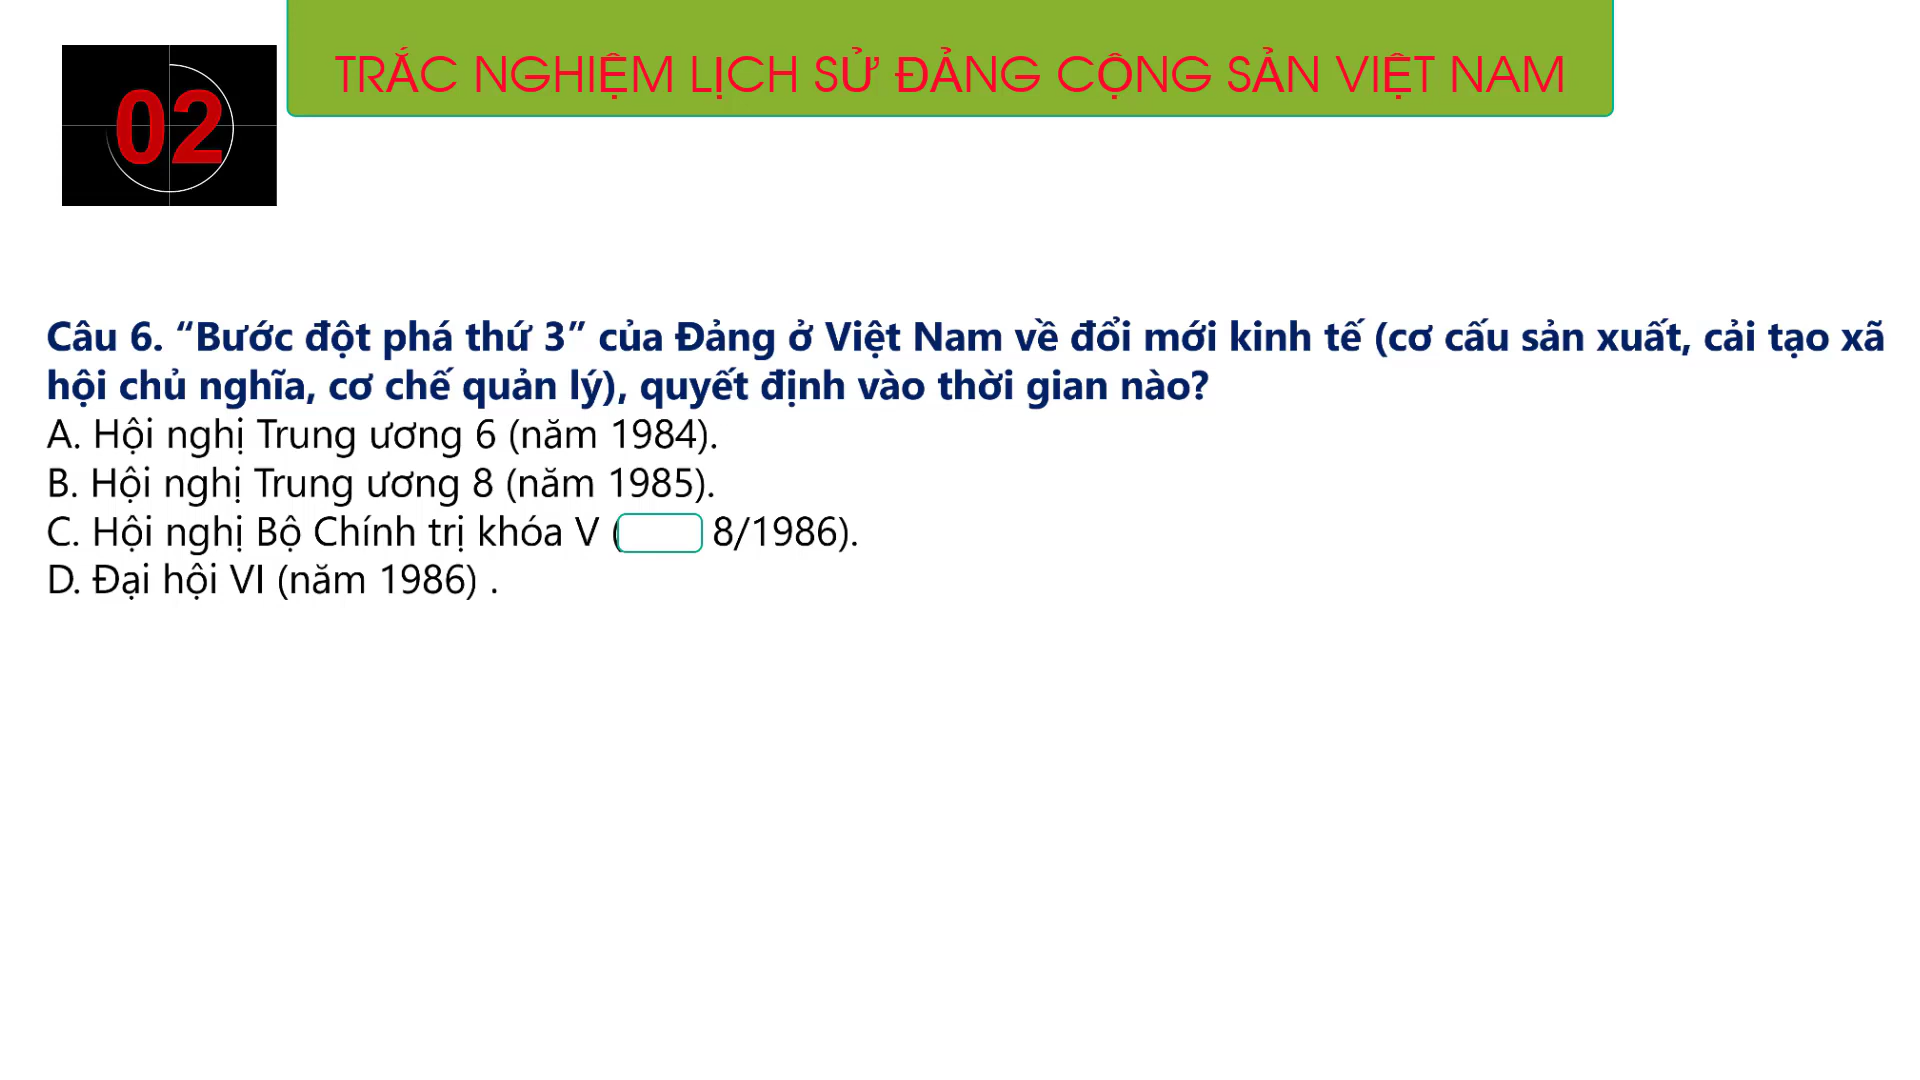 02
TRẮC NGHIỆM LỊCH SỬ ĐẢNG CỘNG SẢN VIỆT NAM
Câu 6. “Bước đột phá thứ 3” của Đảng ở Việt Nam về đổi mới kinh tế (cơ cấu sản xuất, cải tạo xã
hội chủ nghĩa, cơ chế quản lý), quyết định vào thời gian nào?
A. Hội nghị Trung ương 6 (năm 1984).
B. Hội nghị Trung ương 8 (năm 1985).
C. Hội nghị Bộ Chính trị khóa V ( 8/1986).
D. Đại hội VI (năm 1986) .